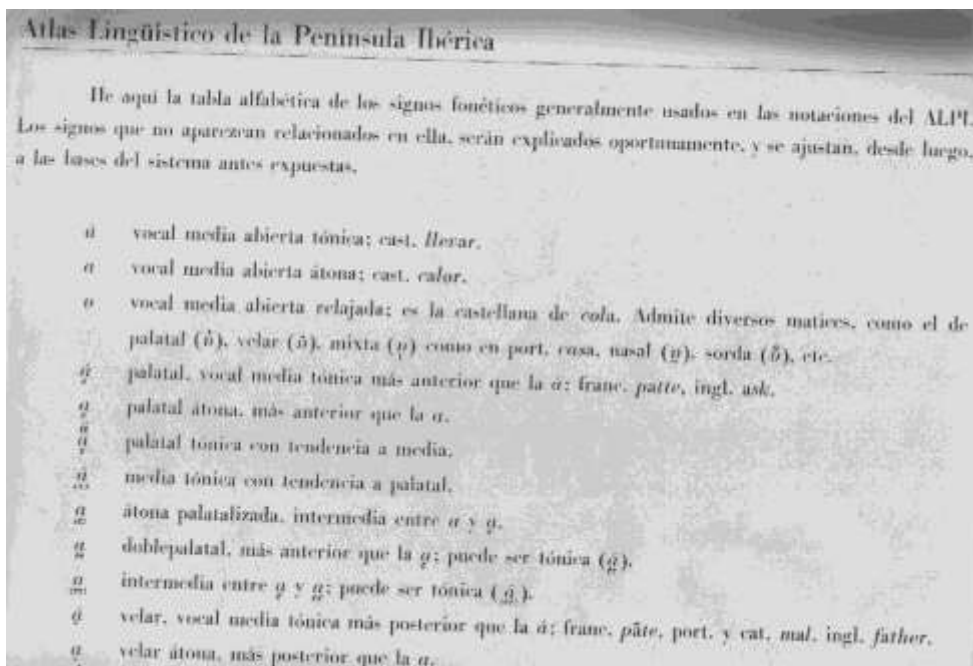 Atlas Lingüístico de la Península Ibérica
He aquí la tabla alfabética de los signos fonéticos generalmente usados en las notaciones del ALPI.
Los signos que no aparezcan relacionados en ella, serán explicados oportunamente, y se ajustan, desde luego,
a las bases del sistema antes expuestas.
á vocal media abierta tónica; cast. llevar.
a vocal media abierta átona; cast. calor.
vocal media abierta relajada; es la castellana de cola. Admite diversos matices, como el de
palatal, velar, mixta como en port. casa, nasal, sorda, etc.
palatal, vocal media tónica más anterior que la á; franc. patte, ingl. ask.
palatal átona, más anterior que la a.
palatal tónica con tendencia a media.
media tónica con tendencia a palatal.
átona palatalizada, intermedia entre a y
doblepalatal, más anterior que la ; puede ser tónica
intermedia entre y ; puede ser tónica
velar, vocal media tónica más posterior que la á; franc. pâte, port. y cat. mal, ingl. father.
velar átona, más posterior que la a.